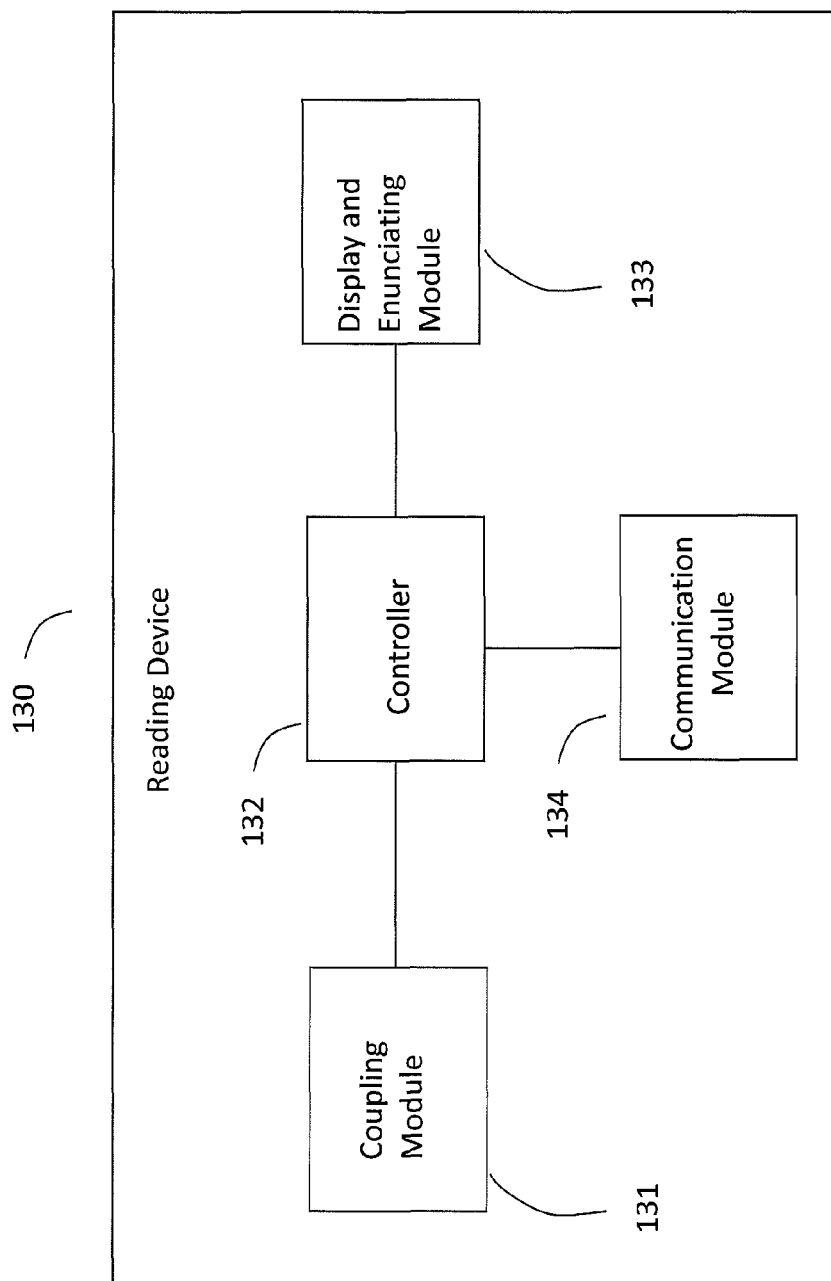 130
Reading Device
132
Controller
Coupling
Module
131
Display and
Enunciating
Module
133
134
Communication
Module